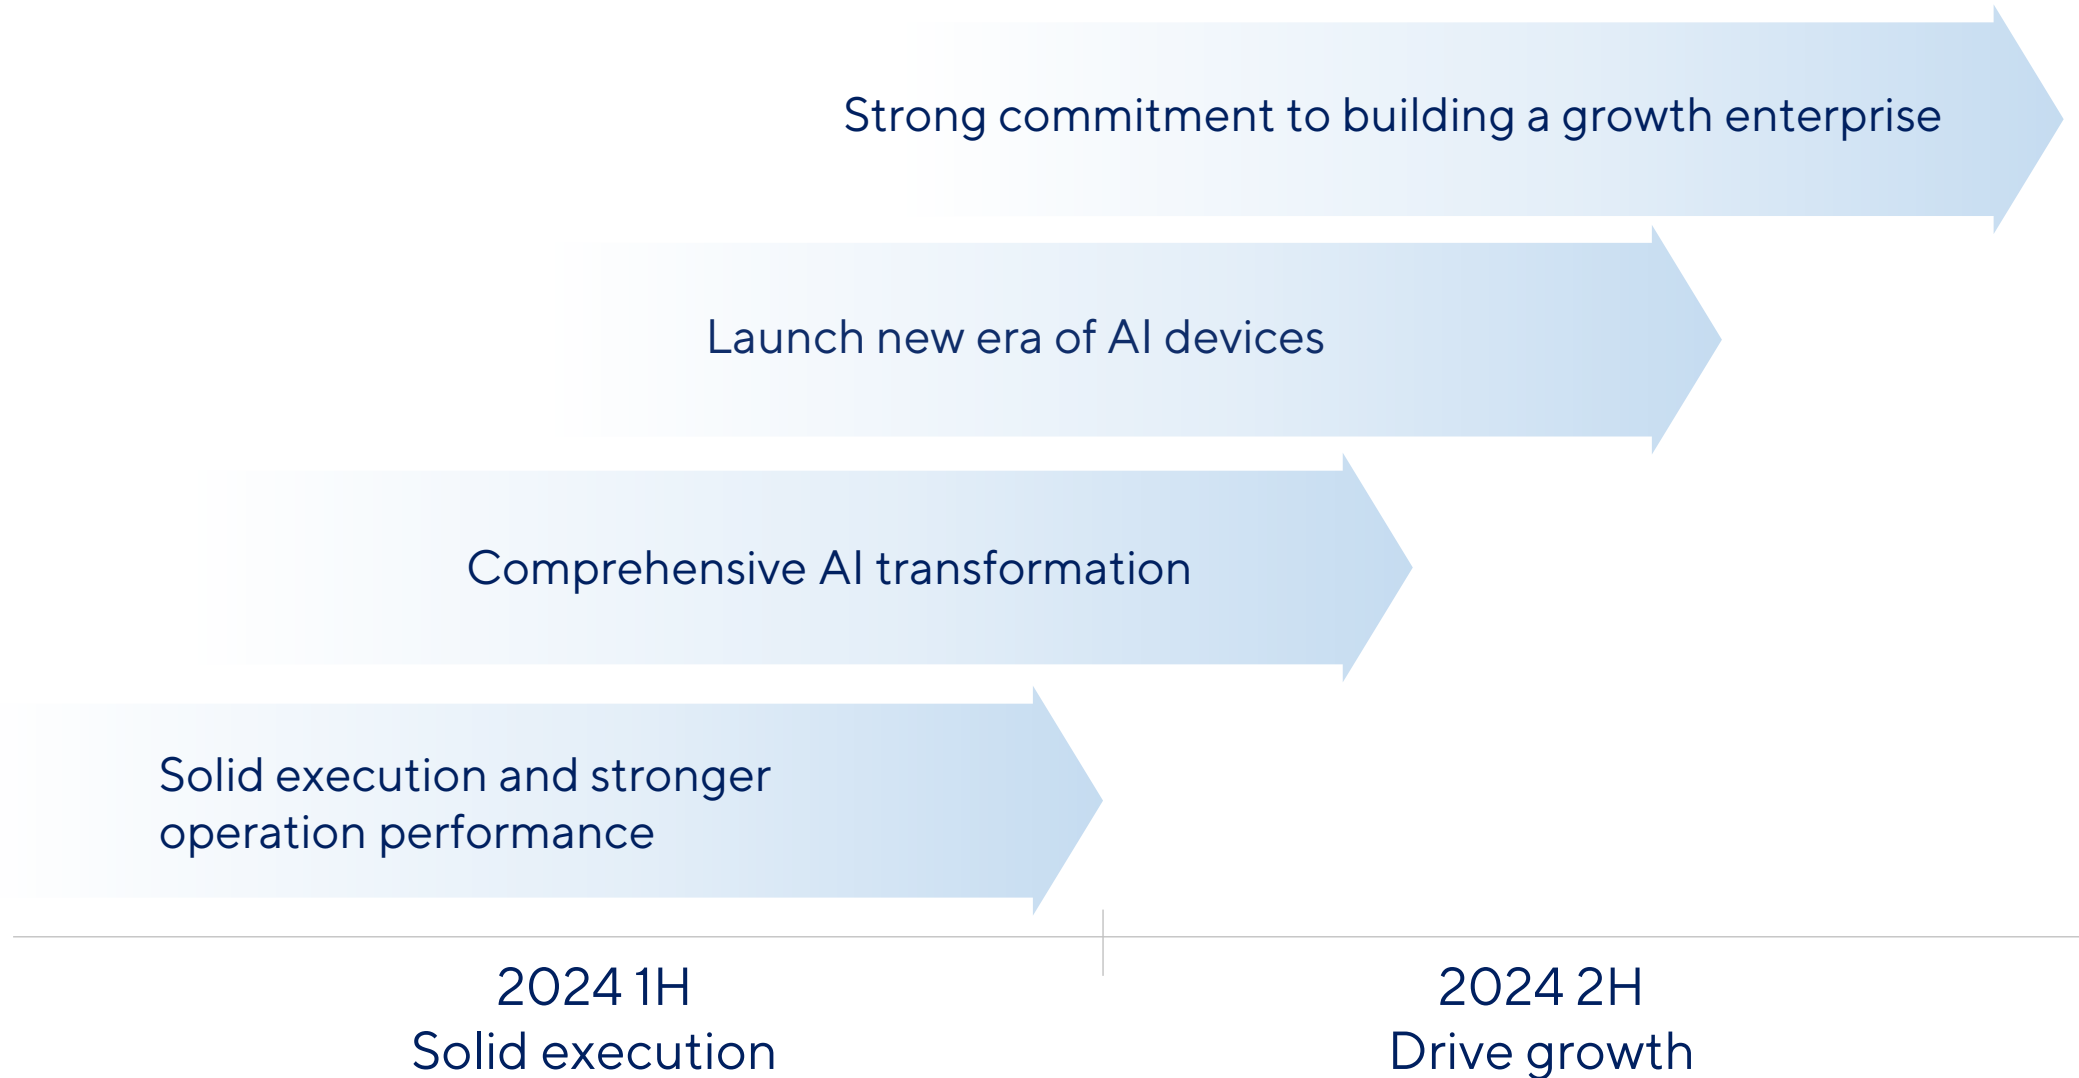 Strong commitment to building a growth enterprise
Launch new era of AI devices
Comprehensive AI transformation
Solid execution and stronger
operation performance
2024 1H
Solid execution
2024 2H
Drive growth